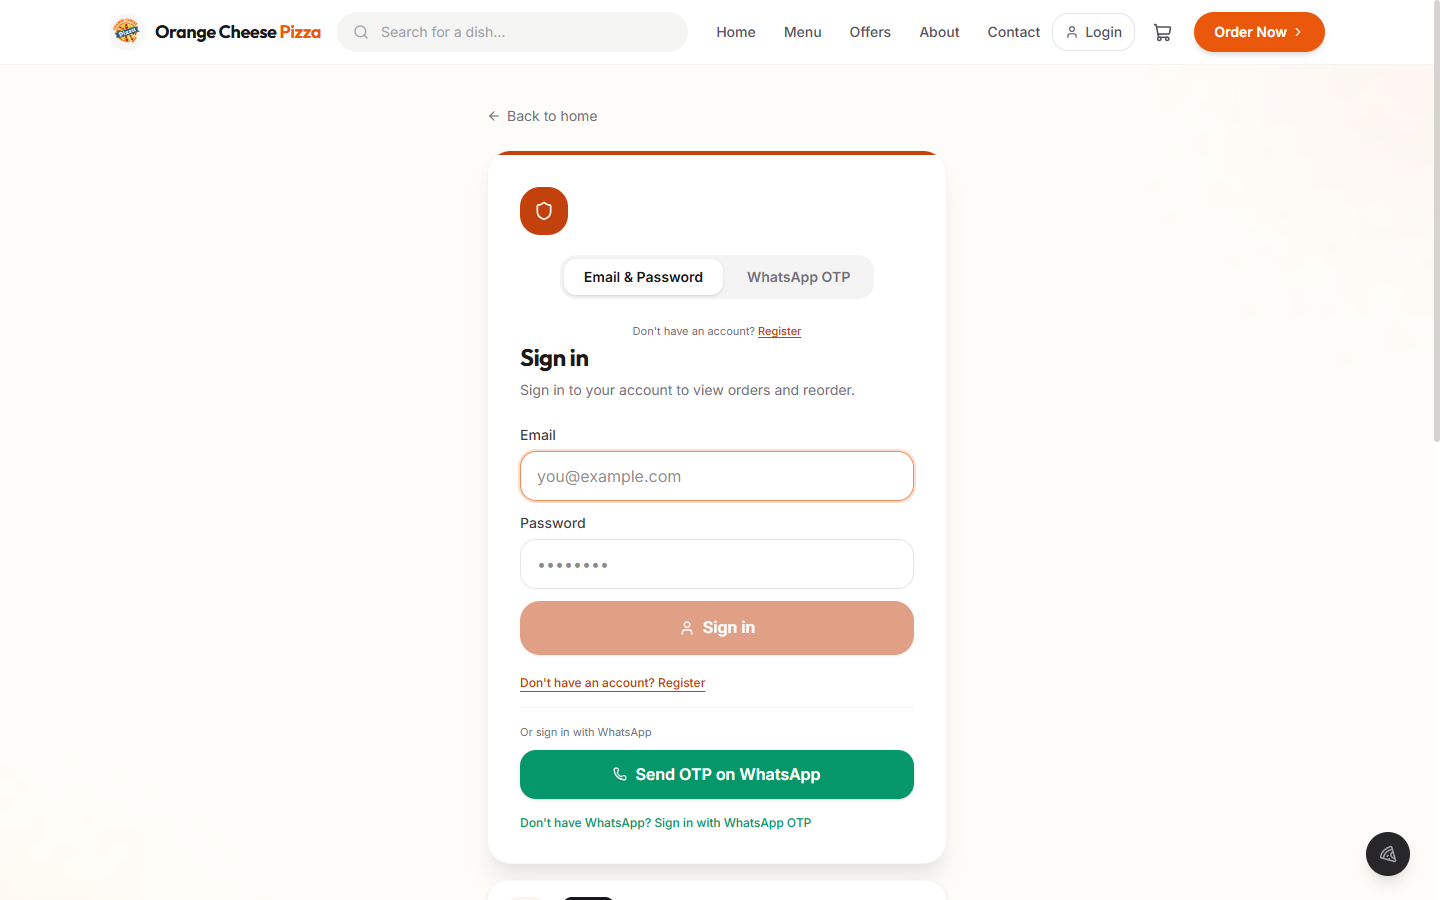 Orange Cheese Pizza
Search for a dish...
Home
Menu
Offers
About
Contact
Login
Order Now
Back to home
Email & Password
WhatsApp OTP
Don't have an account? Register
Sign in
Sign in to your account to view orders and reorder.
Email
you@example.com
Password
Sign in
Don't have an account? Register
Or sign in with WhatsApp
Send OTP on WhatsApp
Don't have WhatsApp? Sign in with WhatsApp OTP